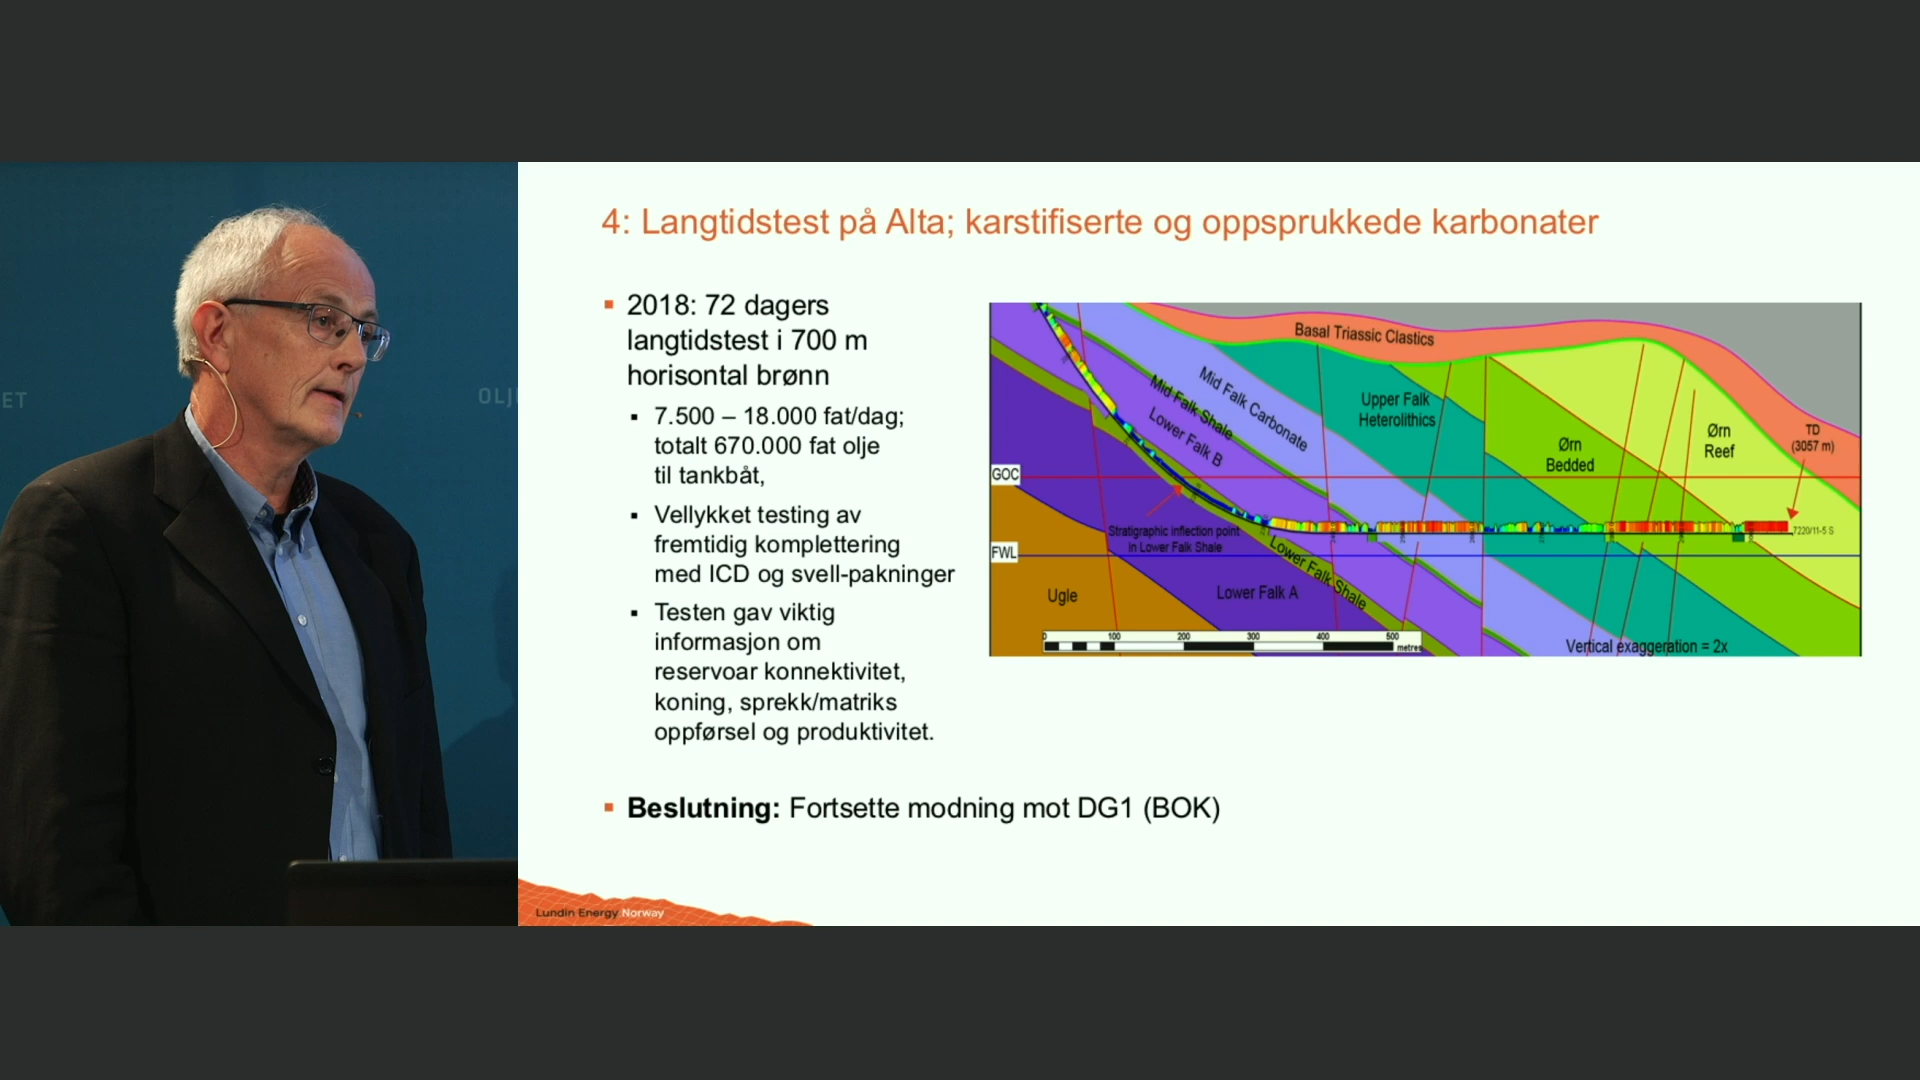 ET
OLJ
4: Langtidstest på Alta; karstifiserte og oppsprukkede karbonater
2018: 72 dagers
langtidstest i 700 m
horisontal brønn
7.500 – 18.000 fat/dag;
totalt 670.000 fat olje
til tankbåt,
Vellykket testing av
fremtidig komplettering
med ICD og svell-pakninger
Testen gav viktig
informasjon om
reservoar konnektivitet,
koning, sprekk/matriks
oppførsel og produktivitet.
Beslutning: Fortsette modning mot DG1 (BOK)
Basal Triassic Clastics
Mid Falk Carbonate
Mid Falk Shale
Lower Falk B
Upper Falk
Heterolithics
Ørn
Bedded
Ørn
Reef
TD
(3057 m)
GOC
Stratigraphic inflection point
in Lower Falk Shale
7220/11-5 S
FWL
Lower Falk Shale
Ugle
Lower Falk A
0 100 200 300 400 500
metres
Vertical exaggeration = 2x
Lundin Energy Norway